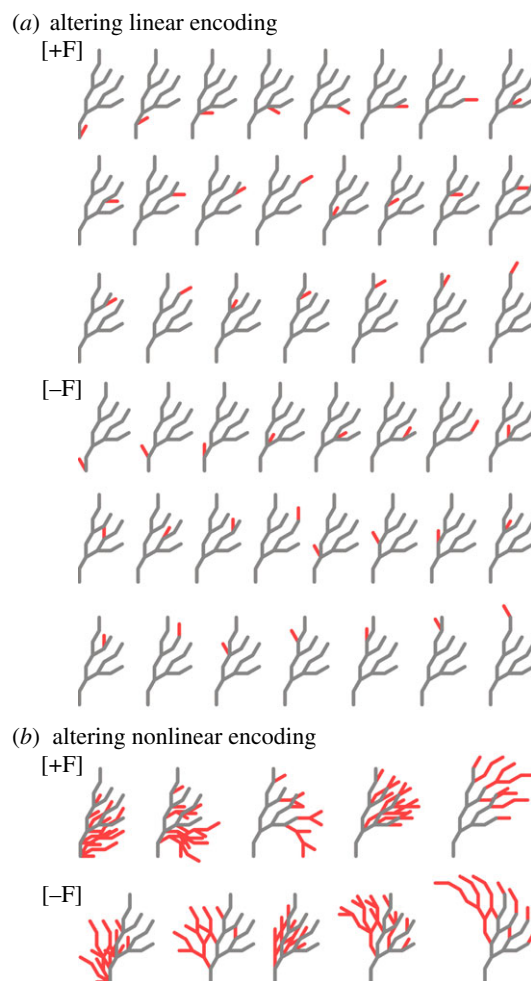 (a) altering linear encoding
[+F]
[–F]
(b) altering nonlinear encoding
[+F]
[–F]